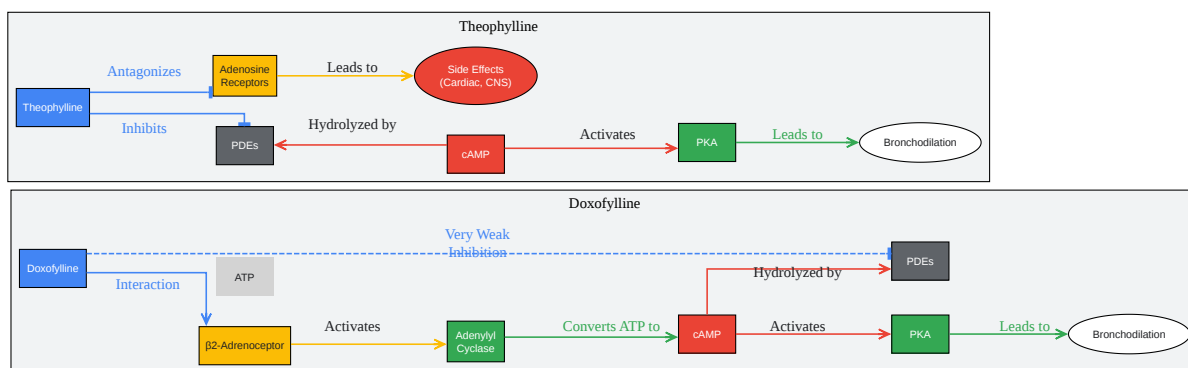 Theophylline
Antagonizes
Adenosine
Receptors
Leads to
Side Effects
(Cardiac, CNS)
Theophylline
Inhibits
PDEs
Hydrolyzed by
cAMP
Activates
PKA
Leads to
Bronchodilation
Doxofylline
Very Weak
Inhibition
Doxofylline
Interaction
ATP
PDEs
Hydrolyzed by
β2-Adrenoceptor
Activates
Adenylyl
Cyclase
Converts ATP to
cAMP
Activates
PKA
Leads to
Bronchodilation